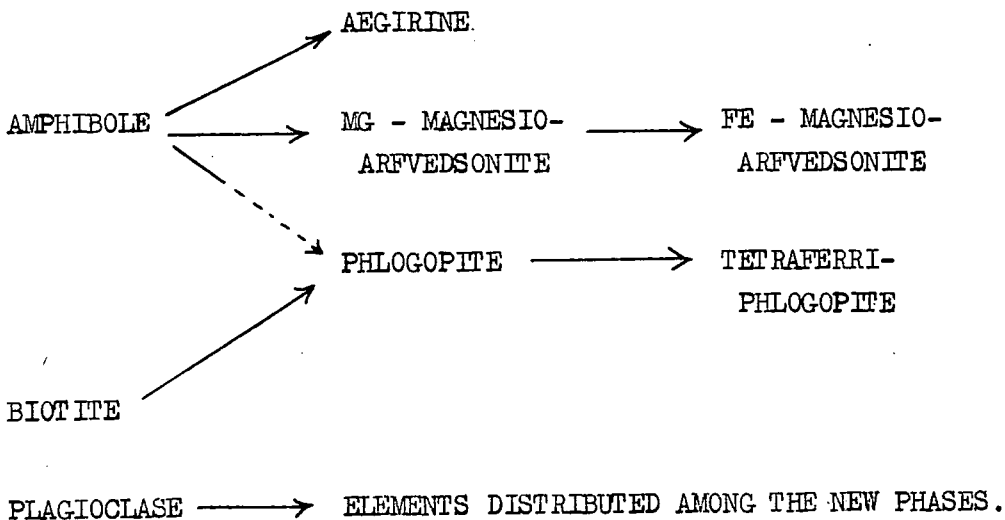 AEGIRINE.
AMPHIBOLE
MG - MAGNESIO-
ARFVEDSONITE
FE - MAGNESIO-
ARFVEDSONITE
PHLOGOPITE
TETRAFERRI-
PHLOGOPITE
BIOTITE
PLAGIOCLASE
ELEMENTS DISTRIBUTED AMONG THE NEW PHASES.